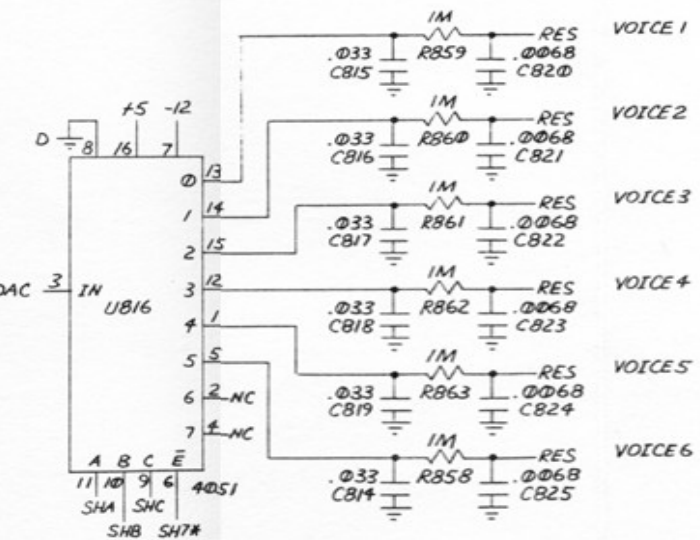 1M
RES
VOICE 1
.Ø33
C815
R859
.ØØ68
C82Ø
+5
-12
D
8
16
7
1M
RES
VOICE2
.Ø33
C816
R86Ø
.ØØ68
C821
Ø
13
1
14
2
15
3
12
4
1
5
5
6
2
NC
7
4
NC
DAC
3
IN
U816
1M
RES
VOICE3
.Ø33
C817
R861
.ØØ68
C822
1M
RES
VOICE4
.Ø33
C818
R862
.ØØ68
C823
1M
RES
VOICE5
.Ø33
C819
R863
.ØØ68
C824
1M
RES
VOICE6
.Ø33
C814
R858
.ØØ68
C825
A B C E̅
11 1Ø 9 6
4Ø51
SHA SHC
SHB SH7*